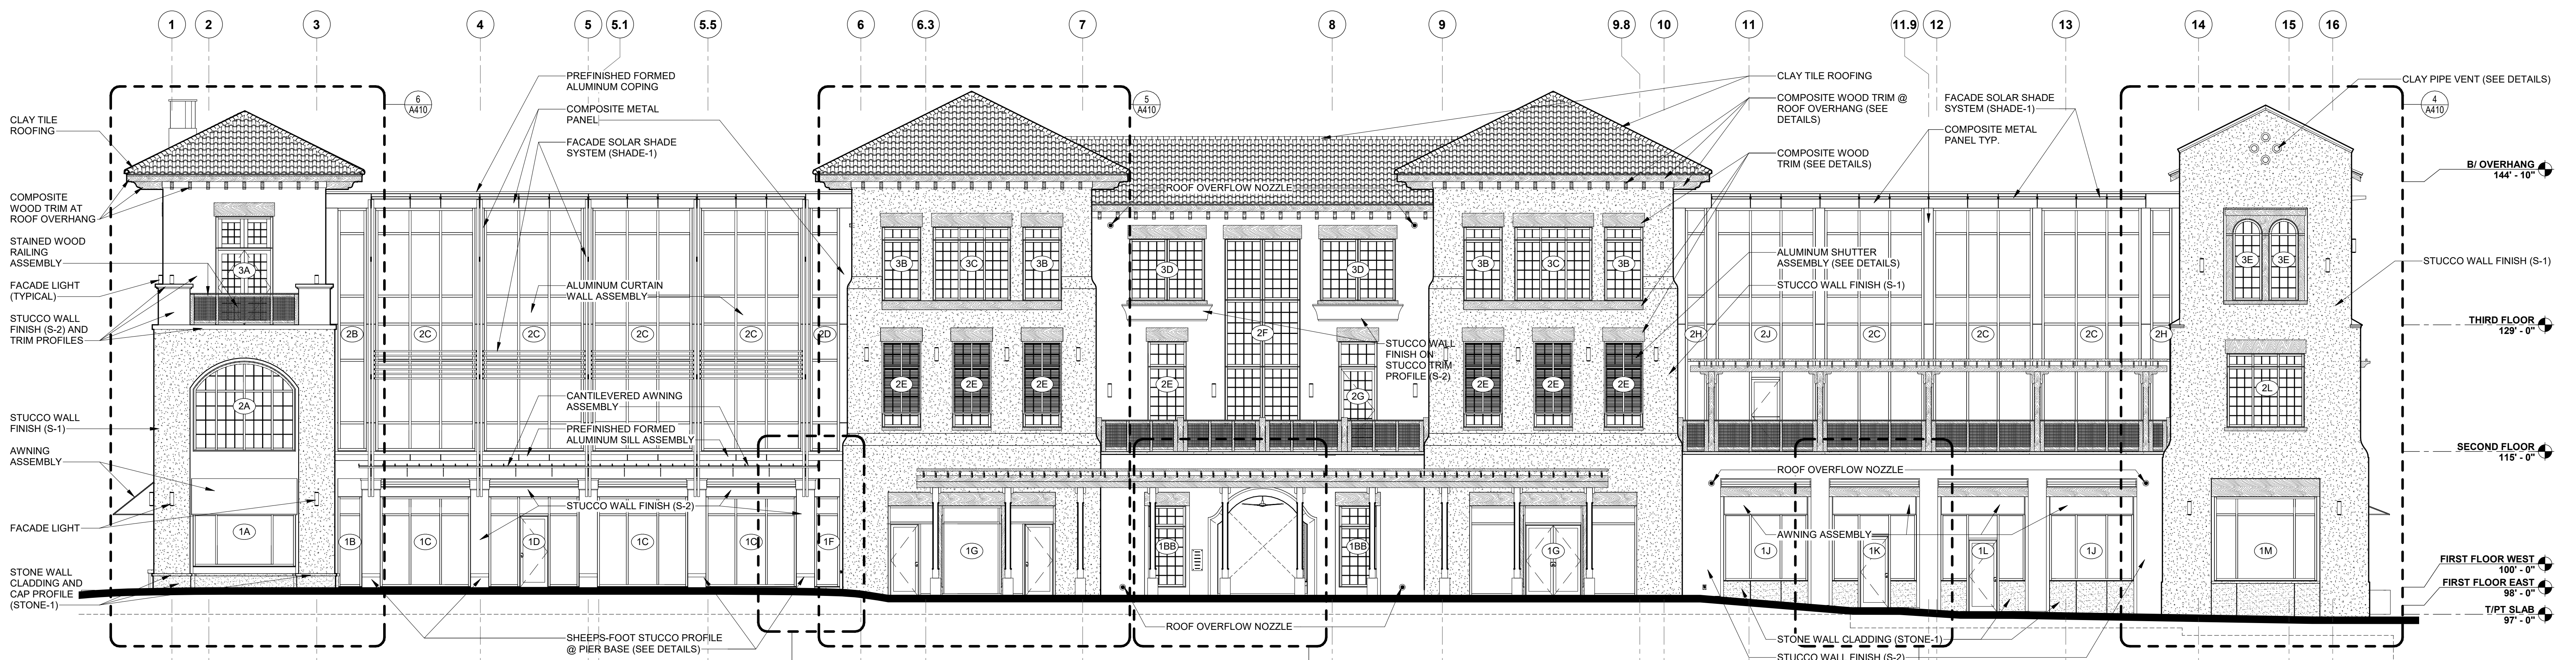 1 2 3 4 5 5.1 5.5 6 6.3 7 8 9 9.8 10 11 11.9 12 13 14 15 16
6
A410
5
A410
4
A410
CLAY TILE
ROOFING
COMPOSITE
WOOD TRIM AT
ROOF OVERHANG
STAINED WOOD
RAILING
ASSEMBLY
FACADE LIGHT
(TYPICAL)
STUCCO WALL
FINISH (S-2) AND
TRIM PROFILES
STUCCO WALL
FINISH (S-1)
AWNING
ASSEMBLY
FACADE LIGHT
STONE WALL
CLADDING AND
CAP PROFILE
(STONE-1)
PREFINISHED FORMED
ALUMINUM COPING
COMPOSITE METAL
PANEL
FACADE SOLAR SHADE
SYSTEM (SHADE-1)
ALUMINUM CURTAIN
WALL ASSEMBLY
CANTILEVERED AWNING
ASSEMBLY
PREFINISHED FORMED
ALUMINUM SILL ASSEMBLY
STUCCO WALL FINISH (S-2)
SHEEPS-FOOT STUCCO PROFILE
@ PIER BASE (SEE DETAILS)
ROOF OVERFLOW NOZZLE
STUCCO WALL
FINISH ON
STUCCO TRIM
PROFILE (S-2)
ROOF OVERFLOW NOZZLE
CLAY TILE ROOFING
COMPOSITE WOOD TRIM @
ROOF OVERHANG (SEE
DETAILS)
COMPOSITE WOOD
TRIM (SEE DETAILS)
ALUMINUM SHUTTER
ASSEMBLY (SEE DETAILS)
STUCCO WALL FINISH (S-1)
FACADE SOLAR SHADE
SYSTEM (SHADE-1)
COMPOSITE METAL
PANEL TYP.
ROOF OVERFLOW NOZZLE
AWNING ASSEMBLY
STONE WALL CLADDING (STONE-1)
STUCCO WALL FINISH (S-2)
CLAY PIPE VENT (SEE DETAILS)
STUCCO WALL FINISH (S-1)
B/ OVERHANG
144' - 10"
THIRD FLOOR
129' - 0"
SECOND FLOOR
115' - 0"
FIRST FLOOR WEST
100' - 0"
FIRST FLOOR EAST
98' - 0"
T/PT SLAB
97' - 0"
3A 3B 3C 3B 3D 3D 3B 3C 3B 3E 3E
2B 2C 2C 2C 2C 2D 2F 2H 2J 2C 2C 2C 2H
2A 2E 2E 2E 2E 2G 2E 2E 2E 2L
1A 1B 1C 1D 1C 1C 1F 1G 1BB 1BB 1G 1J 1K 1L 1J 1M